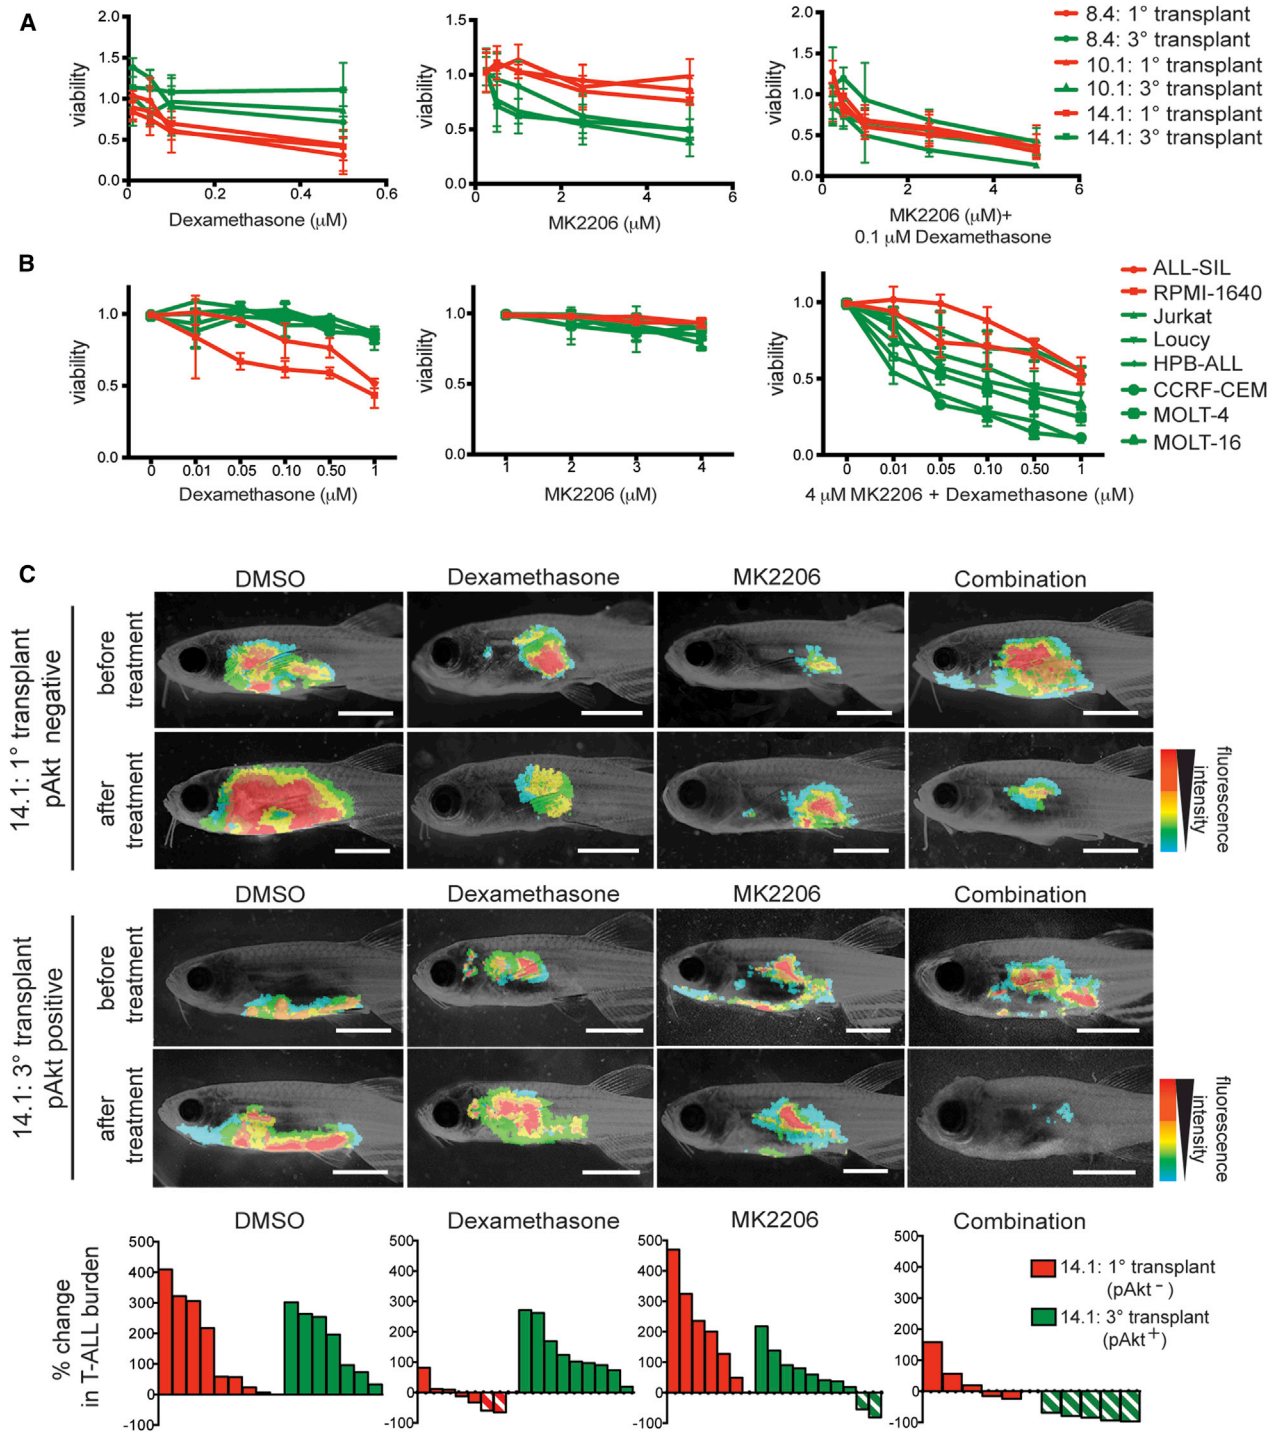 A
2.0
1.5
1.0
0.5
0.0
viability
0
0.2
0.4
0.6
Dexamethasone (μM)
1.5
1.0
0.5
0.0
viability
0
2
4
6
MK2206 (μM)
2.0
1.5
1.0
0.5
0.0
viability
0
2
4
6
MK2206 (μM)+
0.1 μM Dexamethasone
8.4: 1° transplant
8.4: 3° transplant
10.1: 1° transplant
10.1: 3° transplant
14.1: 1° transplant
14.1: 3° transplant
B
1.0
0.5
0.0
viability
0 0.01 0.05 0.10 0.50 1
Dexamethasone (μM)
1.0
0.5
0.0
viability
1 2 3 4
MK2206 (μM)
1.0
0.5
0.0
viability
0 0.01 0.05 0.10 0.50 1
4 μM MK2206 + Dexamethasone (μM)
ALL-SIL
RPMI-1640
Jurkat
Loucy
HPB-ALL
CCRF-CEM
MOLT-4
MOLT-16
C
DMSO
Dexamethasone
MK2206
Combination
14.1: 1° transplant
pAkt negative
before
treatment
after
treatment
fluorescence
intensity
DMSO
Dexamethasone
MK2206
Combination
14.1: 3° transplant
pAkt positive
before
treatment
after
treatment
fluorescence
intensity
DMSO
Dexamethasone
MK2206
Combination
% change
in T-ALL burden
500
400
300
200
100
0
-100
500
400
300
200
100
0
-100
500
400
300
200
100
0
-100
500
400
300
200
100
0
-100
14.1: 1° transplant
(pAkt⁻)
14.1: 3° transplant
(pAkt⁺)